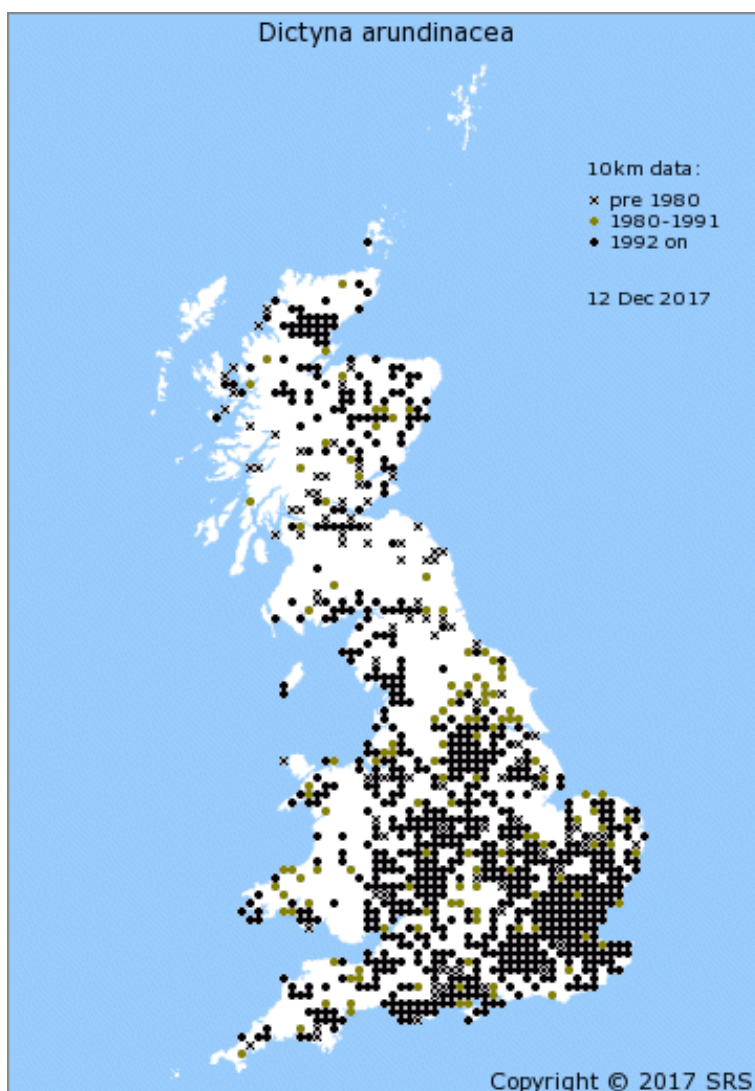 Dictyna arundinacea
10km data:
pre 1980
1980-1991
1992 on
12 Dec 2017
Copyright © 2017 SRS